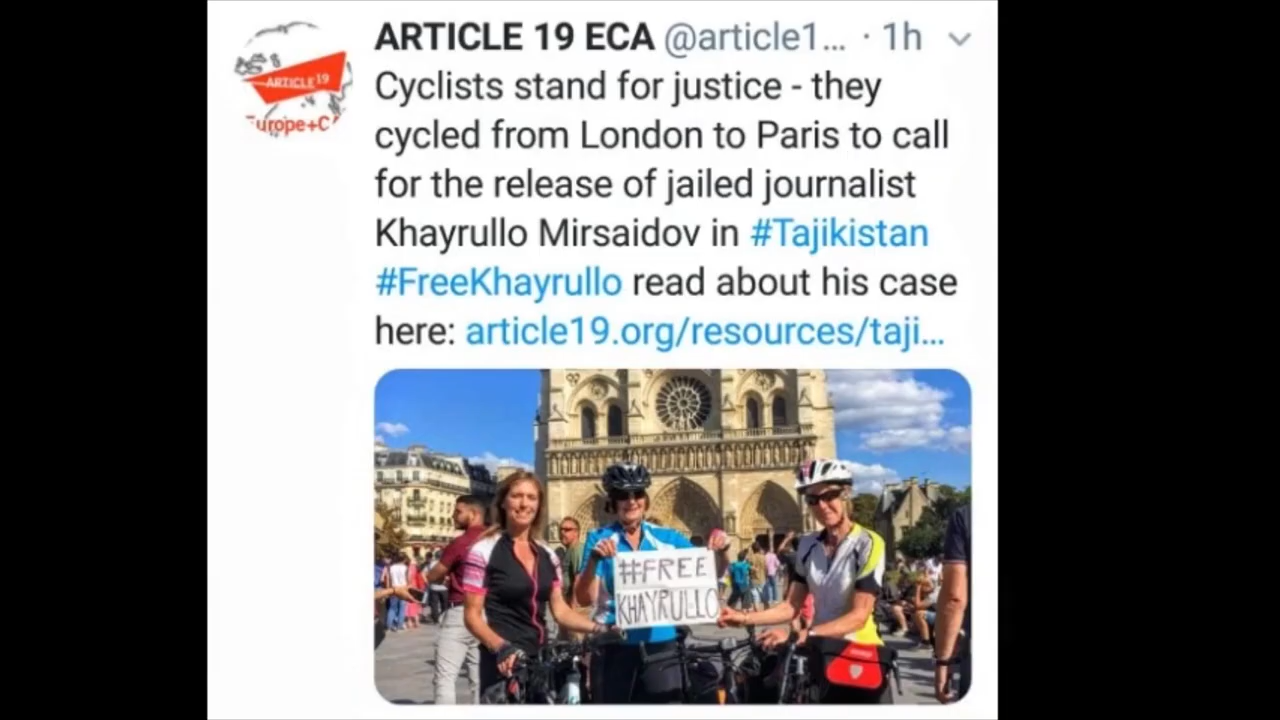 ARTICLE 19 ECA @article1... · 1h
ARTICLE 19
Cyclists stand for justice - they
cycled from London to Paris to call
for the release of jailed journalist
Khayrullo Mirsaidov in #Tajikistan
#FreeKhayrullo read about his case
here: article19.org/resources/taji...
#FREE
KHAYRULLO